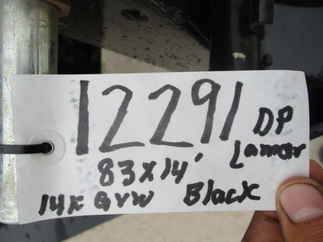 12291 DP
Lamar
83x14'
14K GVW Black